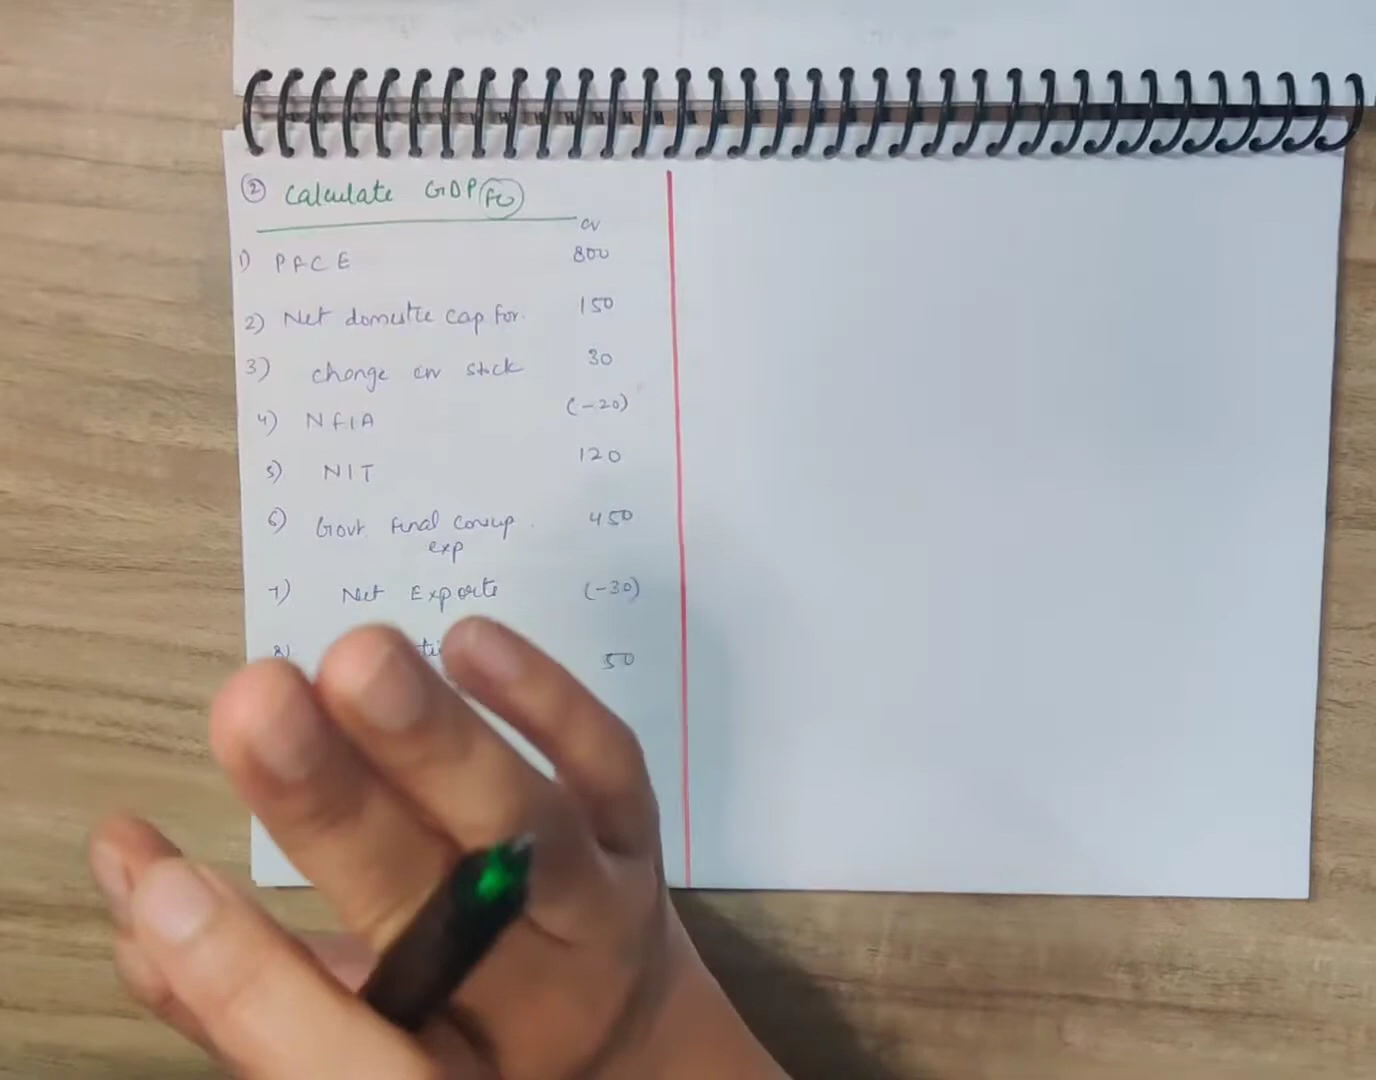 ② Calculate GDP FC
cr
1) PFCE 800
2) Net domestic cap for. 150
3) change in stock 30
4) NFIA (-20)
5) NIT 120
6) Govt. Final Consup. 450
exp
7) Net Exports (-30)
8) 50